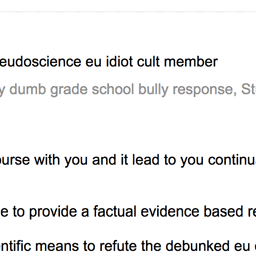 eudoscience eu idiot cult member
y dumb grade school bully response, St
ourse with you and it lead to you continu
e to provide a factual evidence based re
entific means to refute the debunked eu